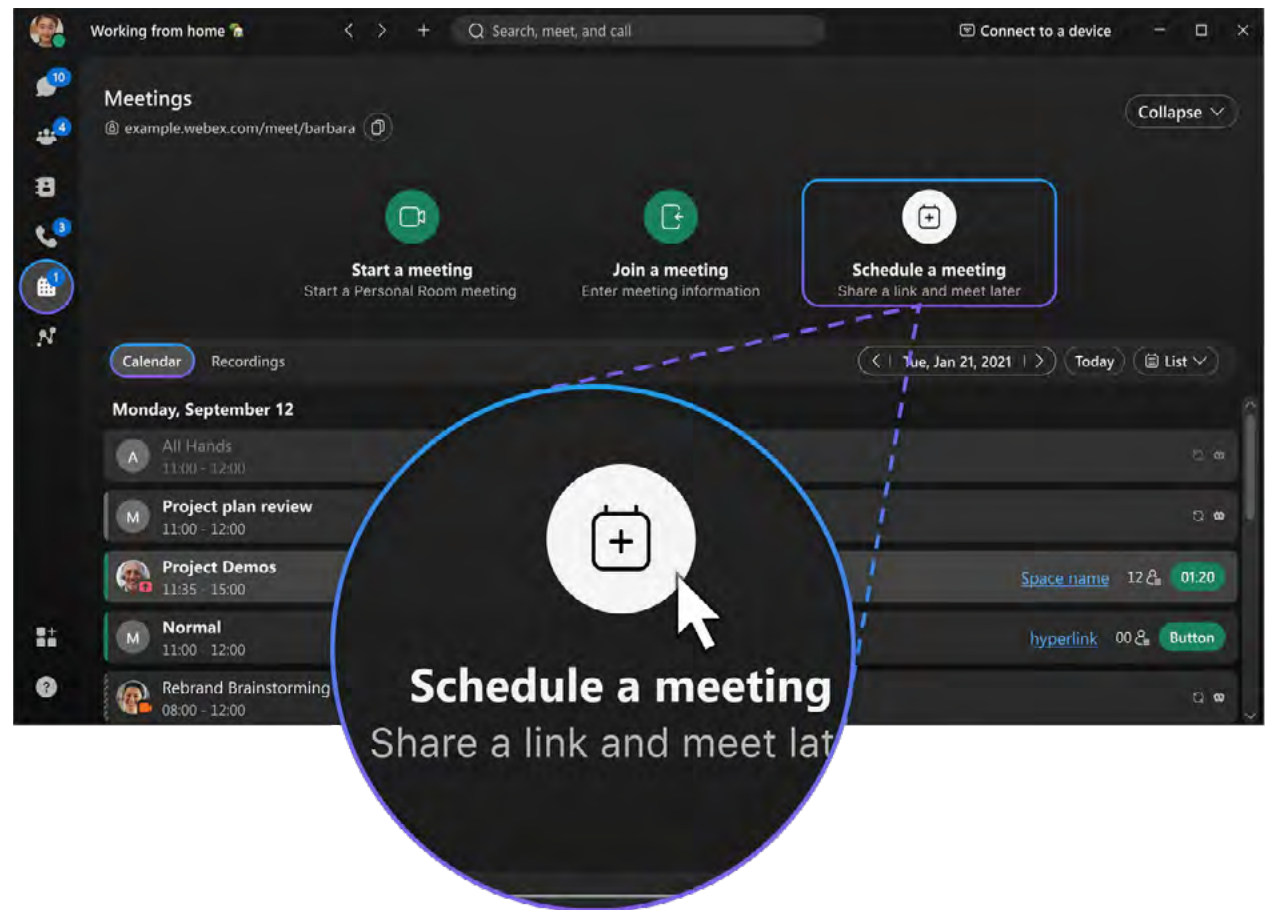 Working from home
Search, meet, and call
Connect to a device
10
Meetings
example.webex.com/meet/barbara
Collapse
4
3
1
Start a meeting
Start a Personal Room meeting
Join a meeting
Enter meeting information
Schedule a meeting
Share a link and meet later
Calendar
Recordings
Tue, Jan 21, 2021
Today
List
Monday, September 12
A
All Hands
11:00 - 12:00
M
Project plan review
11:00 - 12:00
Project Demos
11:35 - 15:00
Space name
12
01:20
M
Normal
11:00 12:00
hyperlink
00
Button
Rebrand Brainstorming
08:00 - 12:00
?
Schedule a meeting
Share a link and meet lat